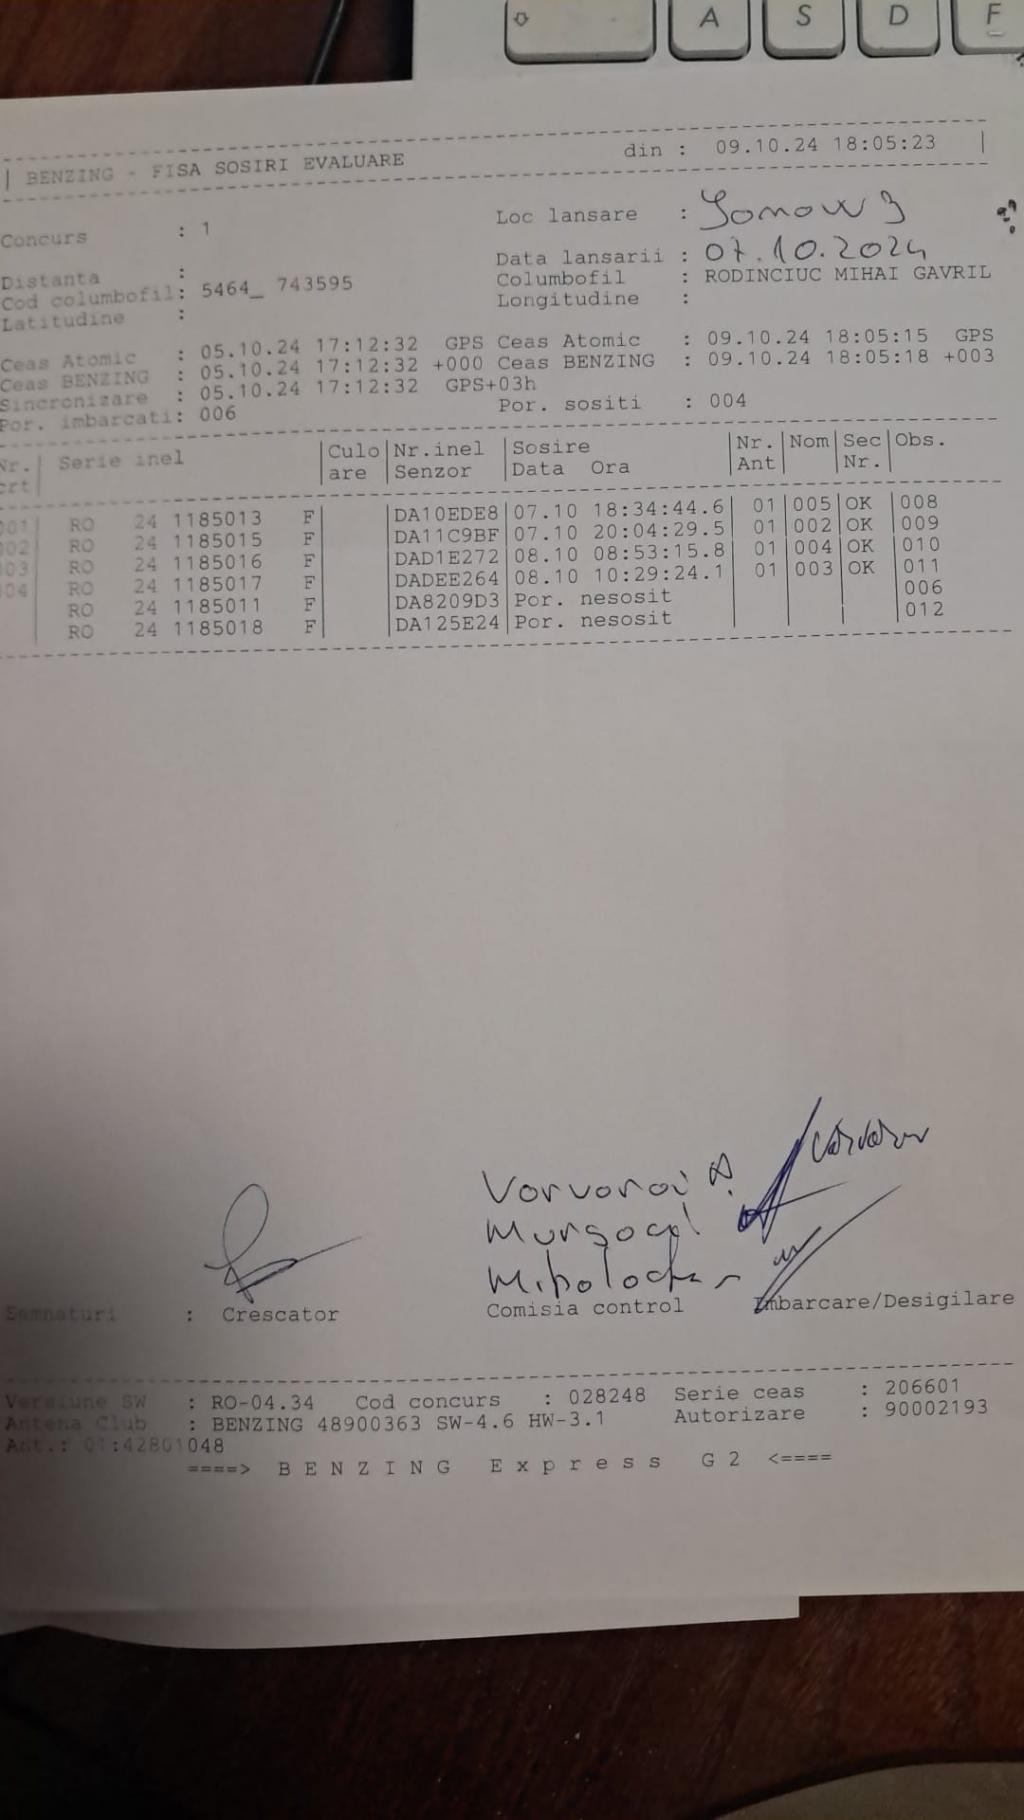 A S D F
| BENZING - FISA SOSIRI EVALUARE din : 09.10.24 18:05:23 |
Concurs : 1 Loc lansare :
Distanta : Data lansarii : 07.10.2024
Cod columbofil: 5464_ 743595 Columbofil : RODINCIUC MIHAI GAVRIL
Latitudine : Longitudine :
Ceas Atomic : 05.10.24 17:12:32 GPS Ceas Atomic : 09.10.24 18:05:15 GPS
Ceas BENZING : 05.10.24 17:12:32 +000 Ceas BENZING : 09.10.24 18:05:18 +003
Sincronizare : 05.10.24 17:12:32 GPS+03h
Por. imbarcati: 006 Por. sositi : 004
Nr. | Serie inel | Culo | Nr.inel | Sosire | Nr. | Nom | Sec | Obs.
crt | are | Senzor | Data Ora | Ant | | Nr. |
001 | RO 24 1185013 F | | DA10EDE8 | 07.10 18:34:44.6 | 01 | 005 | OK | 008
002 | RO 24 1185015 F | | DA11C9BF | 07.10 20:04:29.5 | 01 | 002 | OK | 009
003 | RO 24 1185016 F | | DAD1E272 | 08.10 08:53:15.8 | 01 | 004 | OK | 010
004 | RO 24 1185017 F | | DADEE264 | 08.10 10:29:24.1 | 01 | 003 | OK | 011
| RO 24 1185011 F | | DA8209D3 | Por. nesosit | | | | 006
| RO 24 1185018 F | | DA125E24 | Por. nesosit | | | | 012
Semnaturi : Crescator Comisia control Imbarcare/Desigilare
Versiune SW : RO-04.34 Cod concurs : 028248 Serie ceas : 206601
Antena Club : BENZING 48900363 SW-4.6 HW-3.1 Autorizare : 90002193
Ant.: 01:42801048
====> B E N Z I N G E x p r e s s G 2 <====